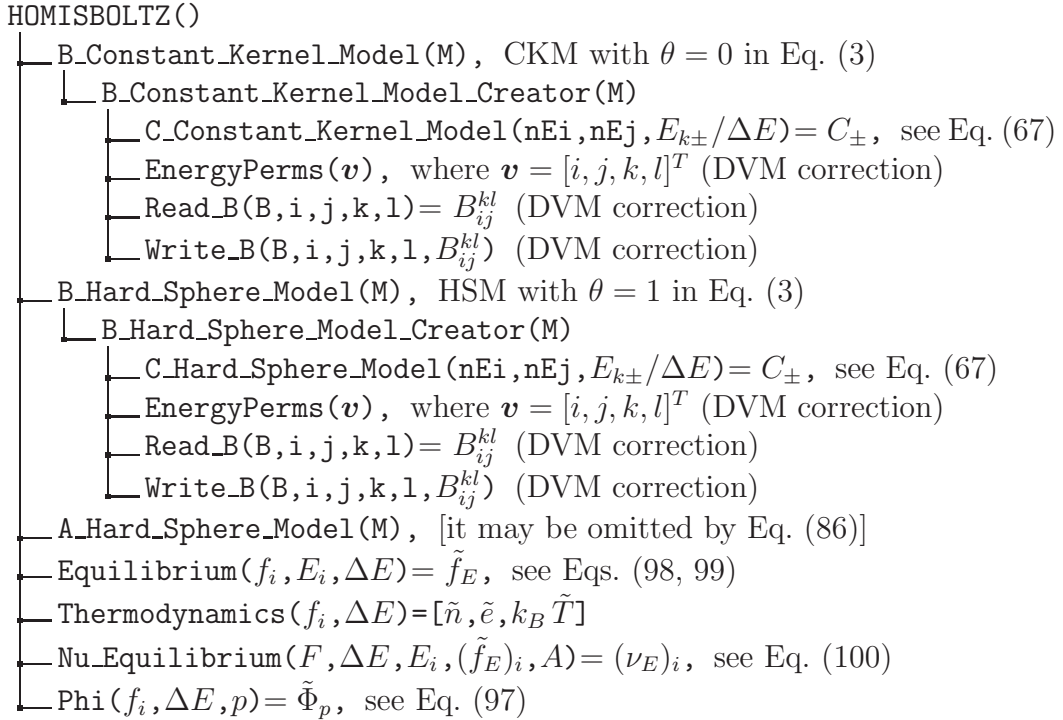 HOMISBOLTZ()
B_Constant_Kernel_Model(M), CKM with θ = 0 in Eq. (3)
B_Constant_Kernel_Model_Creator(M)
C_Constant_Kernel_Model(nEi,nEj,E_{k±}/ΔE)= C_±, see Eq. (67)
EnergyPerms(v), where v = [i, j, k, l]^T (DVM correction)
Read_B(B,i,j,k,l)= B_{ij}^{kl} (DVM correction)
Write_B(B,i,j,k,l,B_{ij}^{kl}) (DVM correction)
B_Hard_Sphere_Model(M), HSM with θ = 1 in Eq. (3)
B_Hard_Sphere_Model_Creator(M)
C_Hard_Sphere_Model(nEi,nEj,E_{k±}/ΔE)= C_±, see Eq. (67)
EnergyPerms(v), where v = [i, j, k, l]^T (DVM correction)
Read_B(B,i,j,k,l)= B_{ij}^{kl} (DVM correction)
Write_B(B,i,j,k,l,B_{ij}^{kl}) (DVM correction)
A_Hard_Sphere_Model(M), [it may be omitted by Eq. (86)]
Equilibrium(f_i,E_i,ΔE)= f̃_E, see Eqs. (98, 99)
Thermodynamics(f_i,ΔE)=[ñ,ẽ,k_B T̃]
Nu_Equilibrium(F,ΔE,E_i,(f̃_E)_i,A)= (ν_E)_i, see Eq. (100)
Phi(f_i,ΔE,p)= Φ̃_p, see Eq. (97)